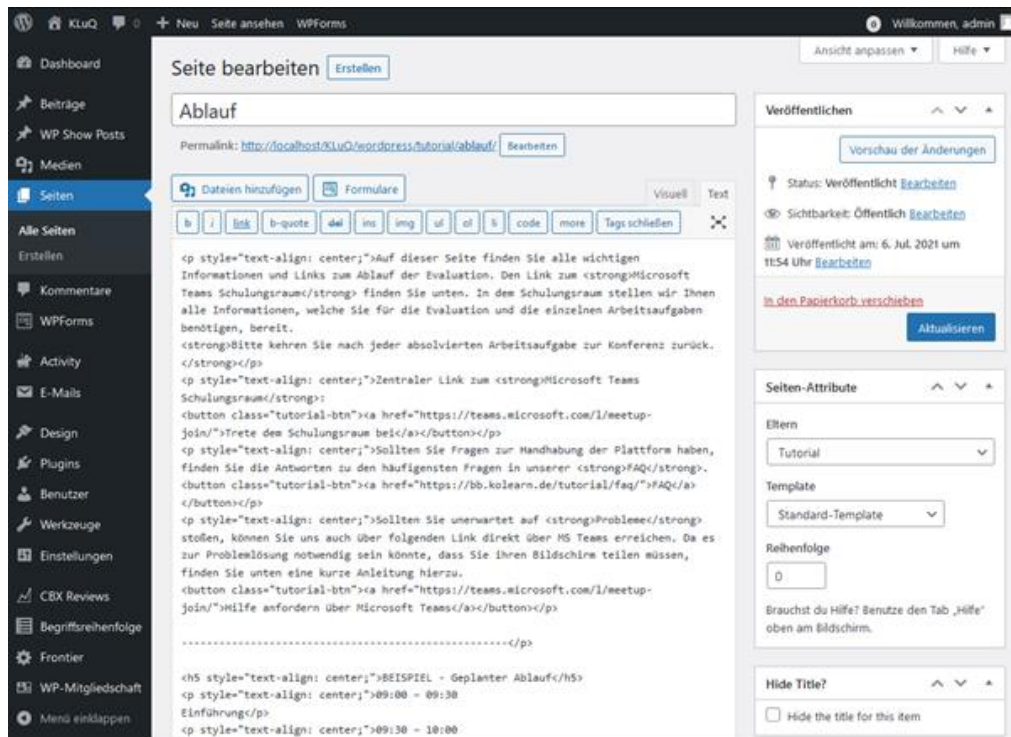 KLuQ 0 + Neu Seite ansehen WPForms 0 Willkommen, admin
Dashboard
Beiträge
WP Show Posts
Medien
Seiten
Alle Seiten
Erstellen
Kommentare
WPForms
Activity
E-Mails
Design
Plugins
Benutzer
Werkzeuge
Einstellungen
CBX Reviews
Begriffsreihenfolge
Frontier
WP-Mitgliedschaft
Menü einklappen
Ansicht anpassen ▼ Hilfe ▼
Seite bearbeiten Erstellen
Ablauf
Permalink: http://localhost/KLuQ/wordpress/tutorial/ablauf/ Bearbeiten
Dateien hinzufügen Formulare Visuell Text
b i link b-quote del ins img ul ol li code more Tags schließen
<p style="text-align: center;">Auf dieser Seite finden Sie alle wichtigen
Informationen und Links zum Ablauf der Evaluation. Den Link zum <strong>Microsoft
Teams Schulungsraum</strong> finden Sie unten. In dem Schulungsraum stellen wir Ihnen
alle Informationen, welche Sie für die Evaluation und die einzelnen Arbeitsaufgaben
benötigen, bereit.
<strong>Bitte kehren Sie nach jeder absolvierten Arbeitsaufgabe zur Konferenz zurück.
</strong></p>
<p style="text-align: center;">Zentraler Link zum <strong>Microsoft Teams
Schulungsraum</strong>:
<button class="tutorial-btn"><a href="https://teams.microsoft.com/l/meetup-
join/">Trete dem Schulungsraum bei</a></button></p>
<p style="text-align: center;">Sollten Sie Fragen zur Handhabung der Plattform haben,
finden Sie die Antworten zu den häufigensten Fragen in unserer <strong>FAQ</strong>.
<button class="tutorial-btn"><a href="https://bb.kolearn.de/tutorial/faq/">FAQ</a>
</button></p>
<p style="text-align: center;">Sollten Sie unerwartet auf <strong>Probleme</strong>
stoßen, können Sie uns auch über folgenden Link direkt über MS Teams erreichen. Da es
zur Problemlösung notwendig sein könnte, dass Sie ihren Bildschirm teilen müssen,
finden Sie unten eine kurze Anleitung hierzu.
<button class="tutorial-btn"><a href="https://teams.microsoft.com/l/meetup-
join/">Hilfe anfordern über Microsoft Teams</a></button></p>
--------------------------------------------------</p>
<h5 style="text-align: center;">BEISPIEL - Geplanter Ablauf</h5>
<p style="text-align: center;">09:00 – 09:30
Einführung</p>
<p style="text-align: center;">09:30 - 10:00
Veröffentlichen
Vorschau der Änderungen
Status: Veröffentlicht Bearbeiten
Sichtbarkeit: Öffentlich Bearbeiten
Veröffentlicht am: 6. Jul. 2021 um
11:54 Uhr Bearbeiten
In den Papierkorb verschieben
Aktualisieren
Seiten-Attribute
Eltern
Tutorial
Template
Standard-Template
Reihenfolge
0
Brauchst du Hilfe? Benutze den Tab „Hilfe“
oben am Bildschirm.
Hide Title?
Hide the title for this item